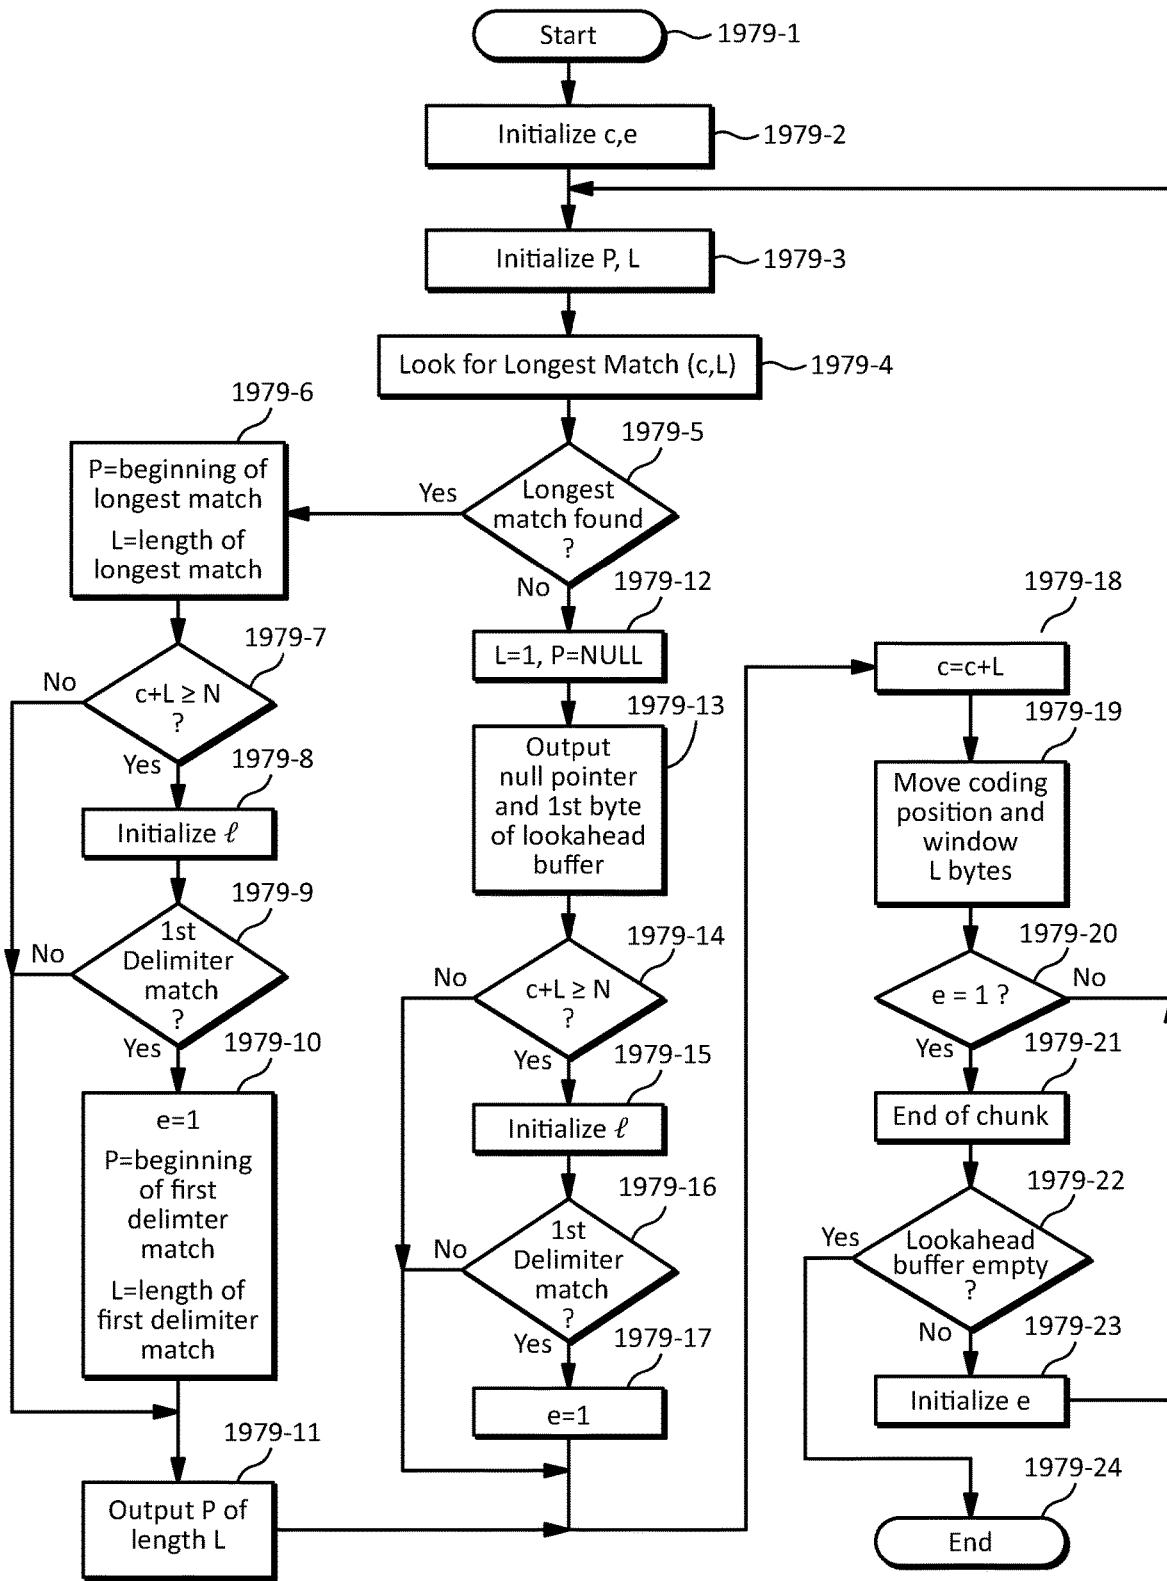 Start
1979-1
Initialize c,e
1979-2
Initialize P, L
1979-3
Look for Longest Match (c,L)
1979-4
1979-5
Longest
match found
?
Yes
No
1979-6
P=beginning of
longest match
L=length of
longest match
1979-7
c+L ≥ N
?
No
Yes
1979-8
Initialize ℓ
1979-9
1st
Delimiter
match
?
No
Yes
1979-10
e=1
P=beginning
of first
delimter
match
L=length of
first delimiter
match
1979-11
Output P of
length L
1979-12
L=1, P=NULL
1979-13
Output
null pointer
and 1st byte
of lookahead
buffer
1979-14
c+L ≥ N
?
No
Yes
1979-15
Initialize ℓ
1979-16
1st
Delimiter
match
?
No
Yes
1979-17
e=1
1979-18
c=c+L
1979-19
Move coding
position and
window
L bytes
1979-20
e = 1 ?
No
Yes
1979-21
End of chunk
1979-22
Lookahead
buffer empty
?
Yes
No
1979-23
Initialize e
1979-24
End